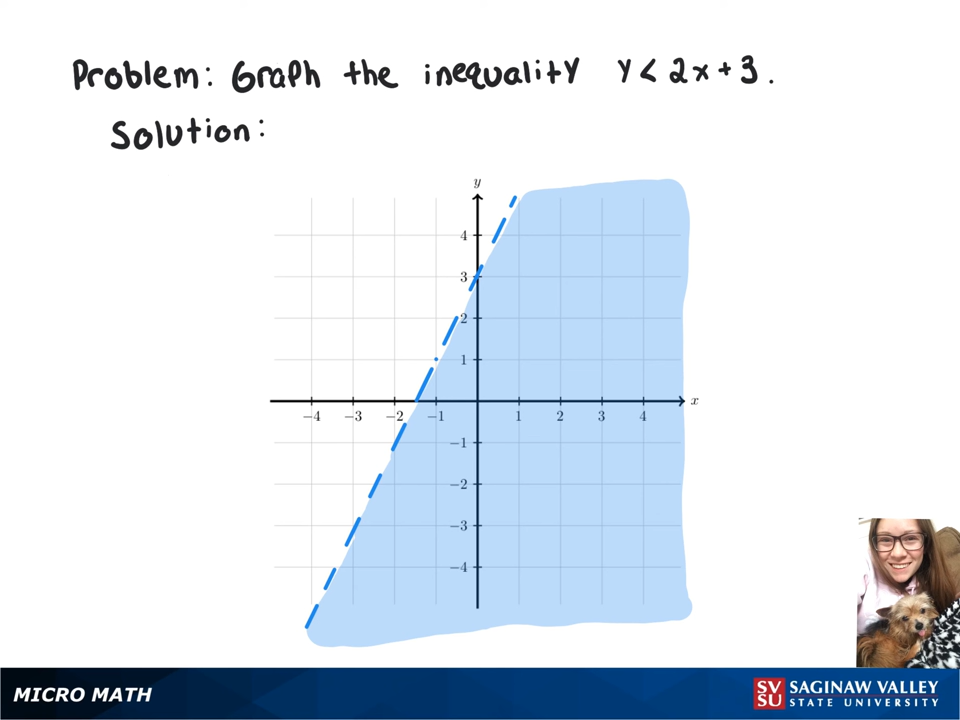 Problem: Graph the inequality y < 2x + 3.
Solution:
y
4
3
2
1
−4 −3 −2 −1 1 2 3 4 x
−1
−2
−3
−4
MICRO MATH
SV SU SAGINAW VALLEY
STATE UNIVERSITY